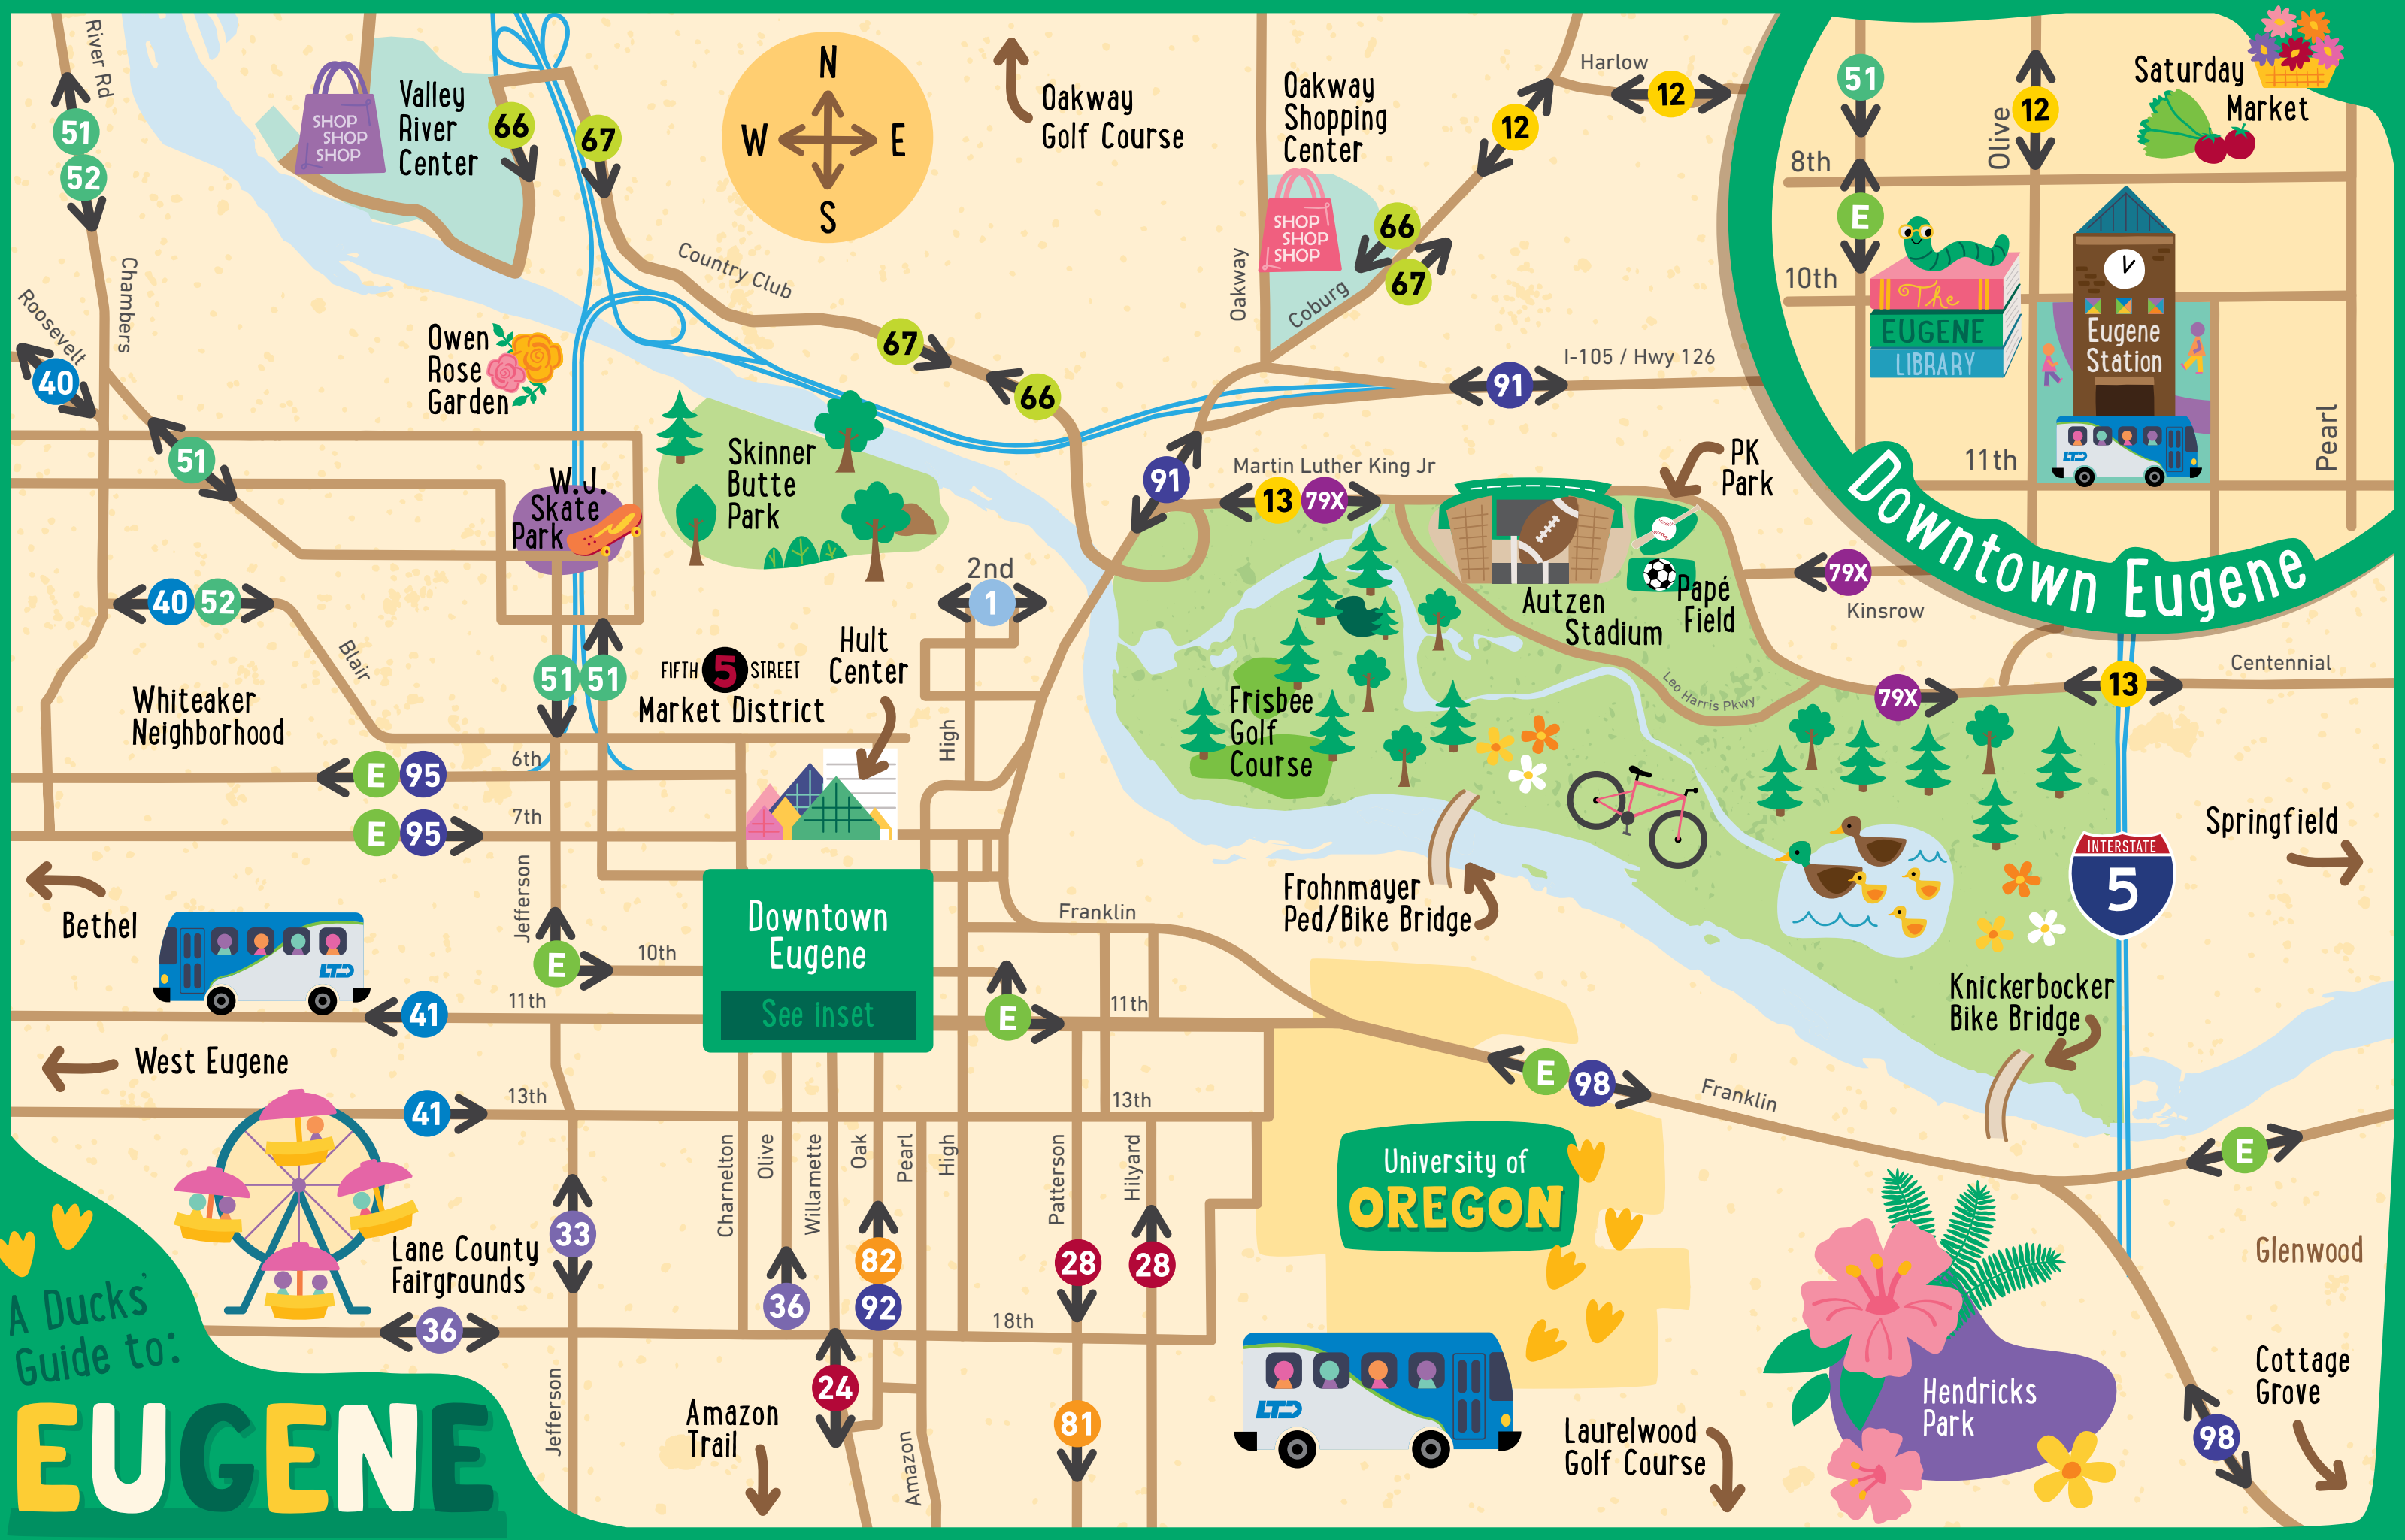 River Rd
51
52
SHOP
SHOP
SHOP
Valley
River
Center
66
67
N
W
E
S
Oakway
Golf Course
Oakway
Shopping
Center
SHOP
SHOP
SHOP
Harlow
12
12
66
67
Coburg
Oakway
51
E
8th
10th
11th
Olive
12
Saturday
Market
The
EUGENE
LIBRARY
Eugene
Station
LTD
Pearl
Downtown Eugene
Chambers
Roosevelt
40
51
Owen
Rose
Garden
Country Club
67
66
I-105 / Hwy 126
91
91
Skinner
Butte
Park
W.J.
Skate
Park
Martin Luther King Jr
13
79X
PK
Park
Autzen
Stadium
Papé
Field
79X
Kinsrow
40
52
Blair
51
51
2nd
1
FIFTH 5 STREET
Market District
Hult
Center
High
Whiteaker
Neighborhood
Frisbee
Golf
Course
Leo Harris Pkwy
79X
13
Centennial
E
95
6th
E
95
7th
Springfield
INTERSTATE
5
Bethel
LTD
Jefferson
E
10th
Downtown
Eugene
See inset
Franklin
Frohnmayer
Ped/Bike Bridge
Knickerbocker
Bike Bridge
41
11th
E
11th
West Eugene
41
13th
13th
E
98
Franklin
E
Lane County
Fairgrounds
33
36
Charnelton
Olive
Willamette
Oak
Pearl
High
Patterson
Hilyard
36
82
92
28
28
18th
24
81
Jefferson
Amazon
Trail
Amazon
University of
OREGON
LTD
Laurelwood
Golf Course
Hendricks
Park
Glenwood
Cottage
Grove
98
A Ducks'
Guide to:
EUGENE